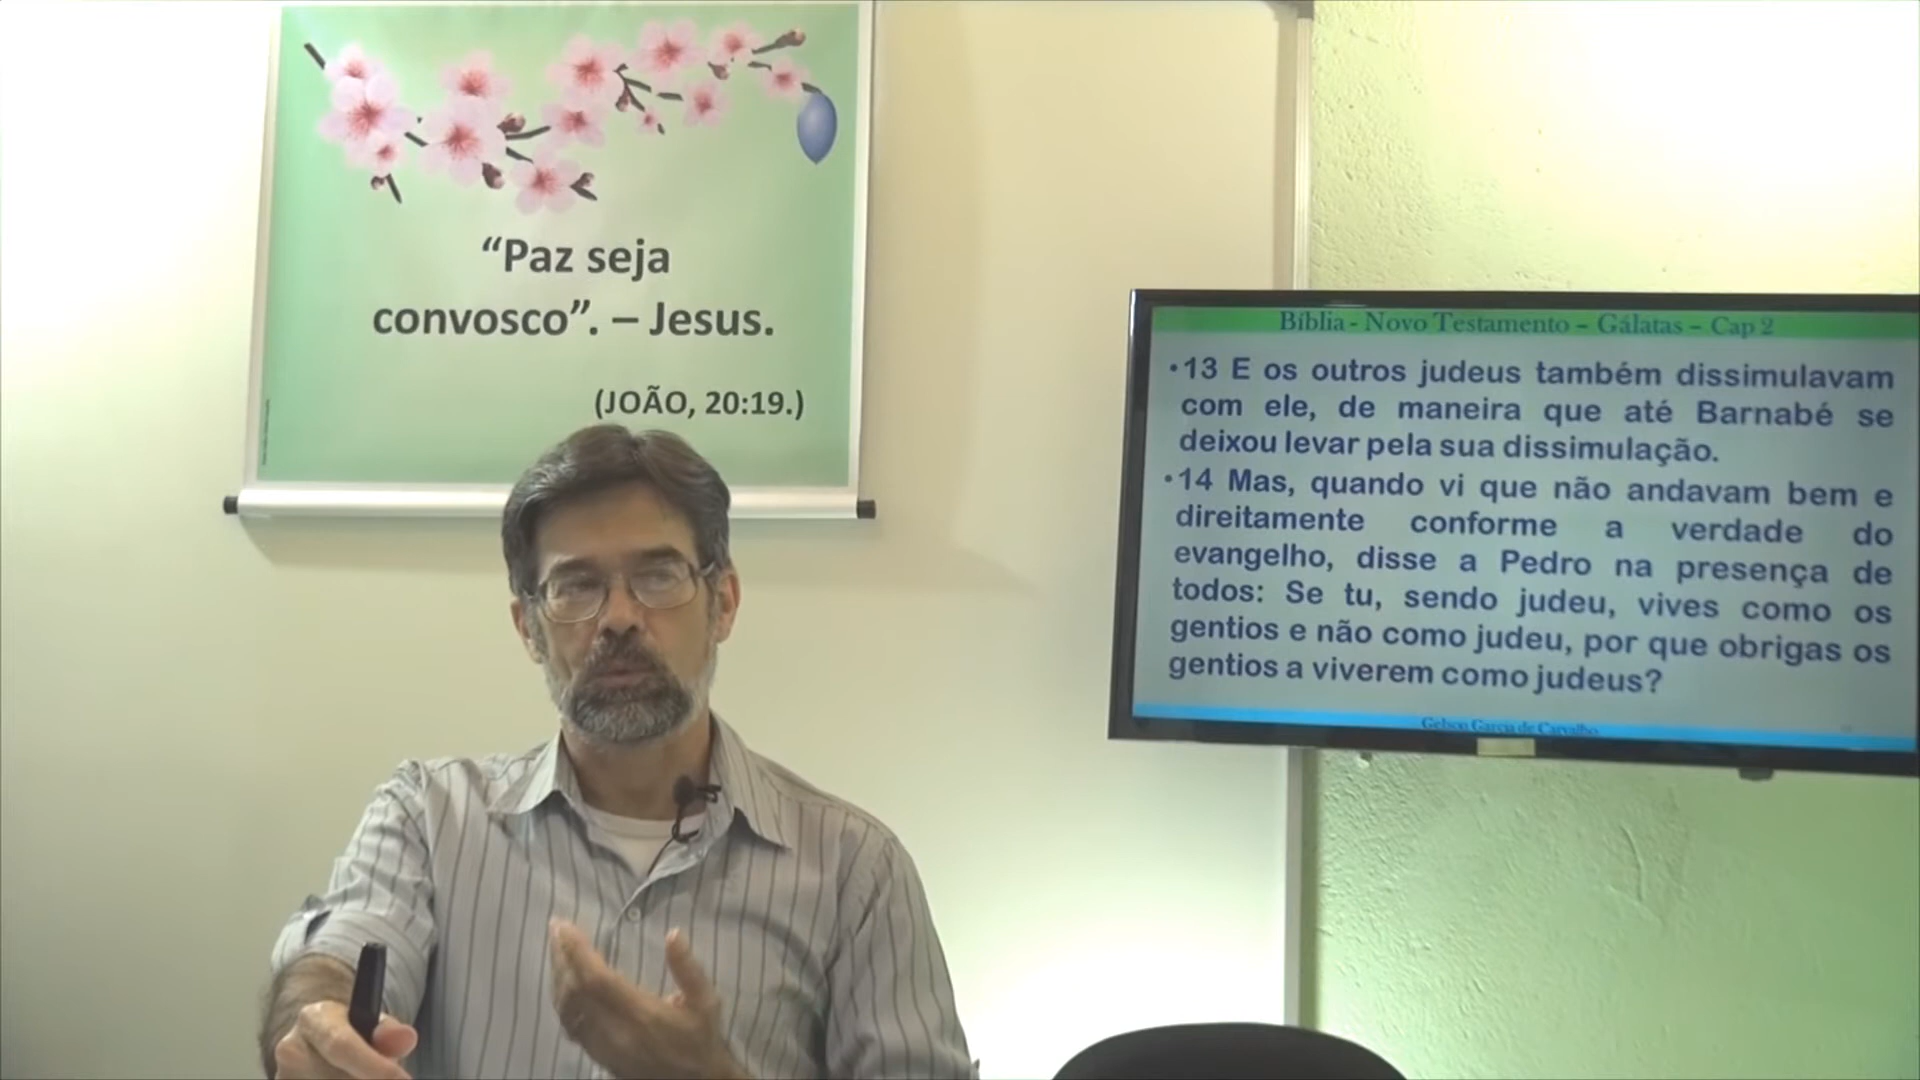 “Paz seja
convosco”. – Jesus.
(JOÃO, 20:19.)
Bíblia - Novo Testamento – Gálatas – Cap 2
•13 E os outros judeus também dissimulavam
com ele, de maneira que até Barnabé se
deixou levar pela sua dissimulação.
•14 Mas, quando vi que não andavam bem e
direitamente conforme a verdade do
evangelho, disse a Pedro na presença de
todos: Se tu, sendo judeu, vives como os
gentios e não como judeu, por que obrigas os
gentios a viverem como judeus?
Gelson Garcia de Carvalho